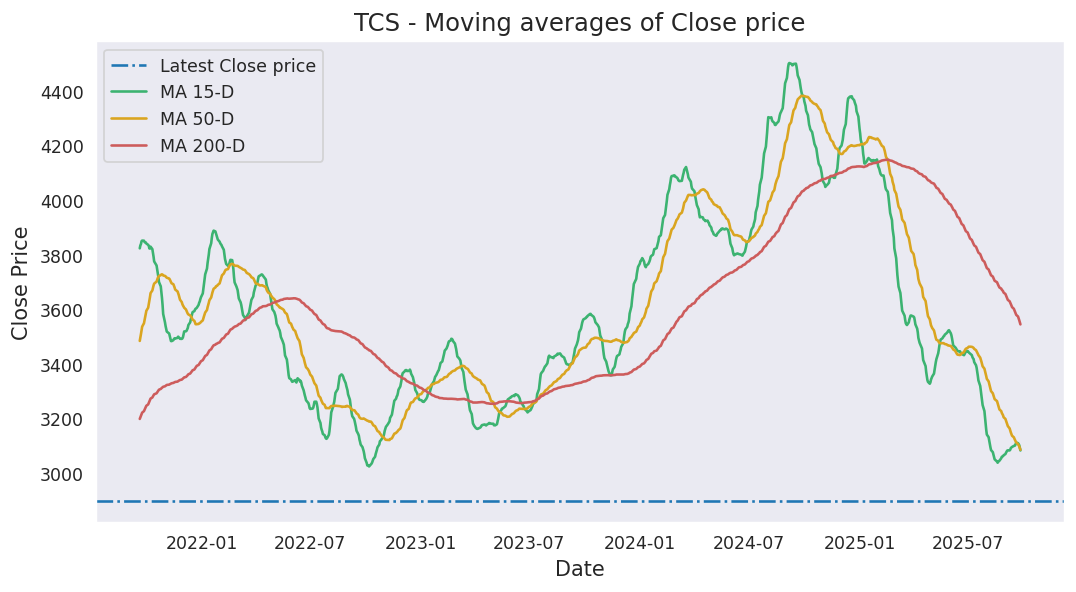 TCS - Moving averages of Close price
Latest Close price
MA 15-D
MA 50-D
MA 200-D
Close Price
4400
4200
4000
3800
3600
3400
3200
3000
2022-01 2022-07 2023-01 2023-07 2024-01 2024-07 2025-01 2025-07
Date